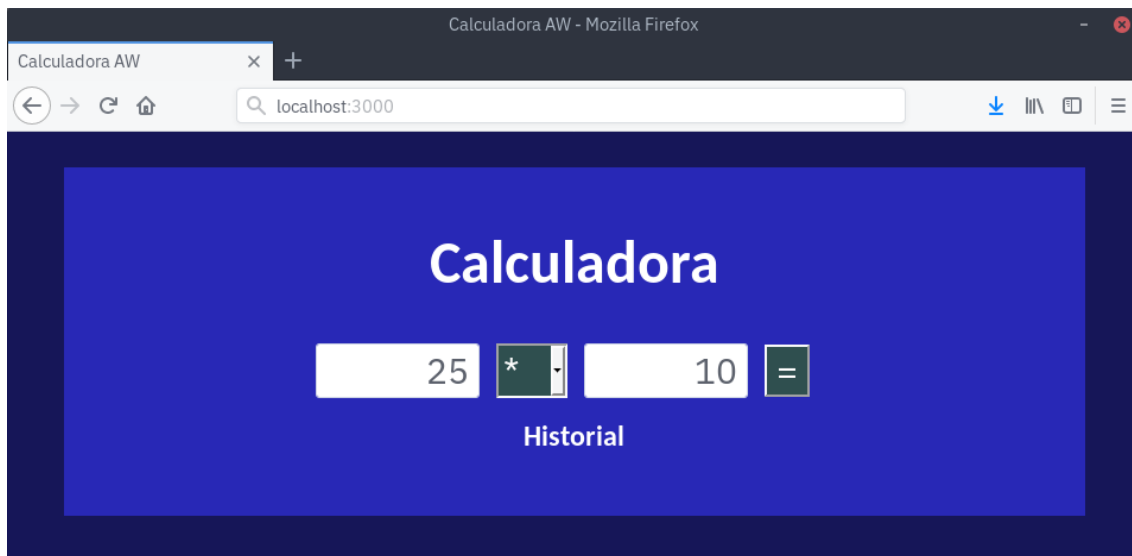 Calculadora AW - Mozilla Firefox
Calculadora AW
localhost:3000
Calculadora
25 * 10 =
Historial